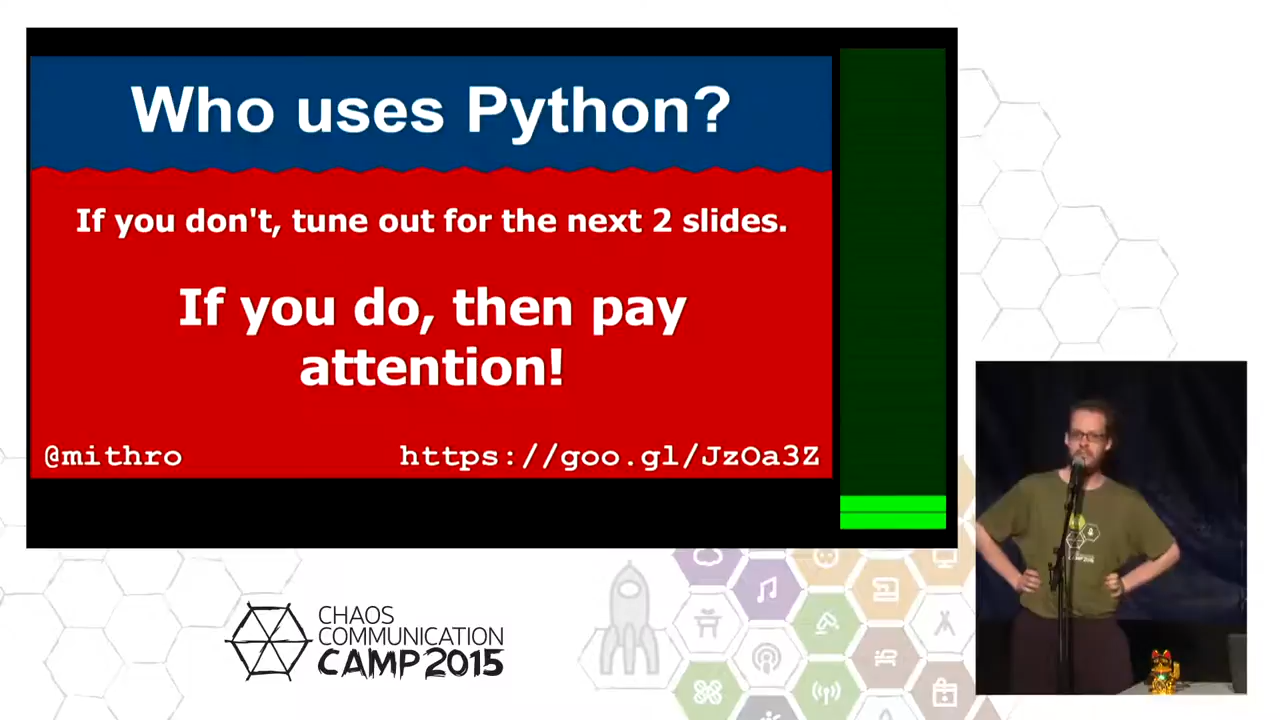 Who uses Python?
If you don't, tune out for the next 2 slides.
If you do, then pay
attention!
@mithro
https://goo.gl/JzOa3Z
CHAOS
COMMUNICATION
CAMP 2015